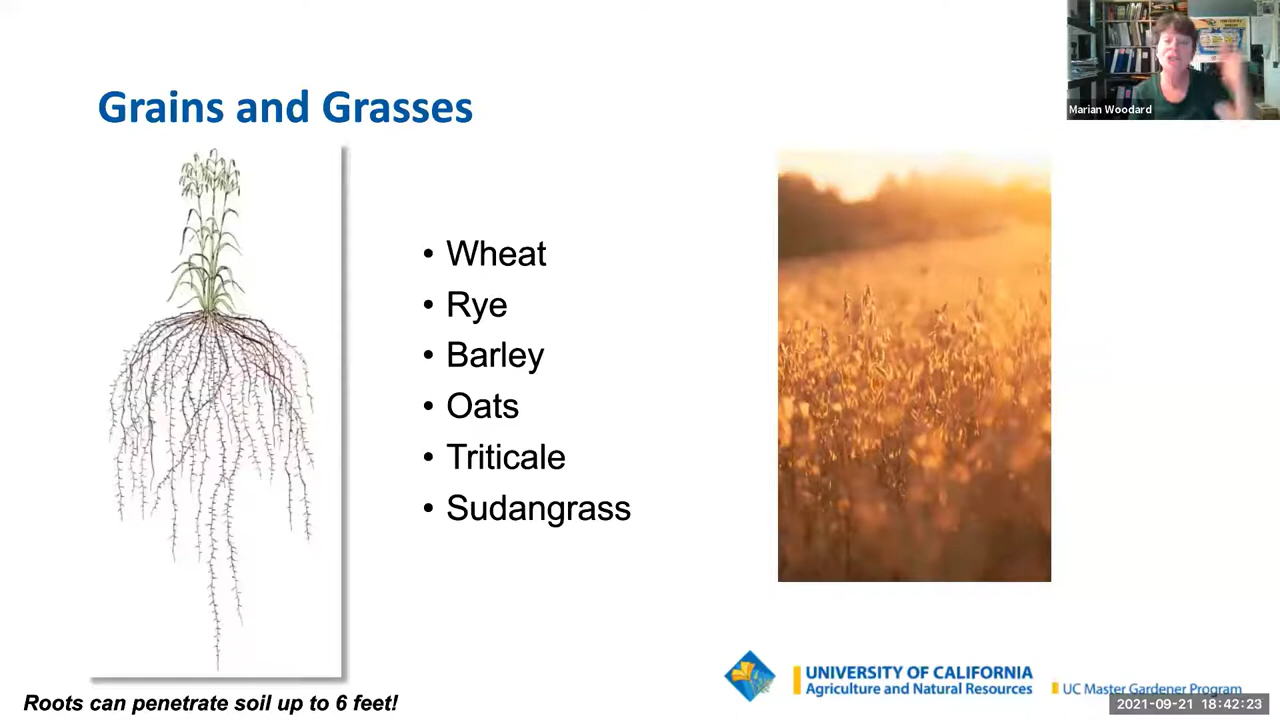 Marian Woodard
Grains and Grasses
• Wheat
• Rye
• Barley
• Oats
• Triticale
• Sudangrass
Roots can penetrate soil up to 6 feet!
UNIVERSITY OF CALIFORNIA
Agriculture and Natural Resources
UC Master Gardener Program
2021-09-21 18:42:23